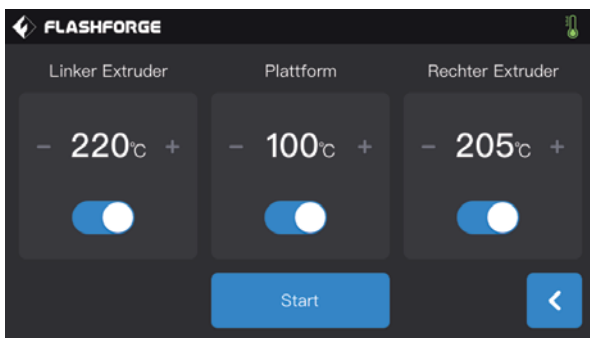 FLASHFORGE
Linker Extruder
Plattform
Rechter Extruder
- 220°C +
- 100°C +
- 205°C +
Start